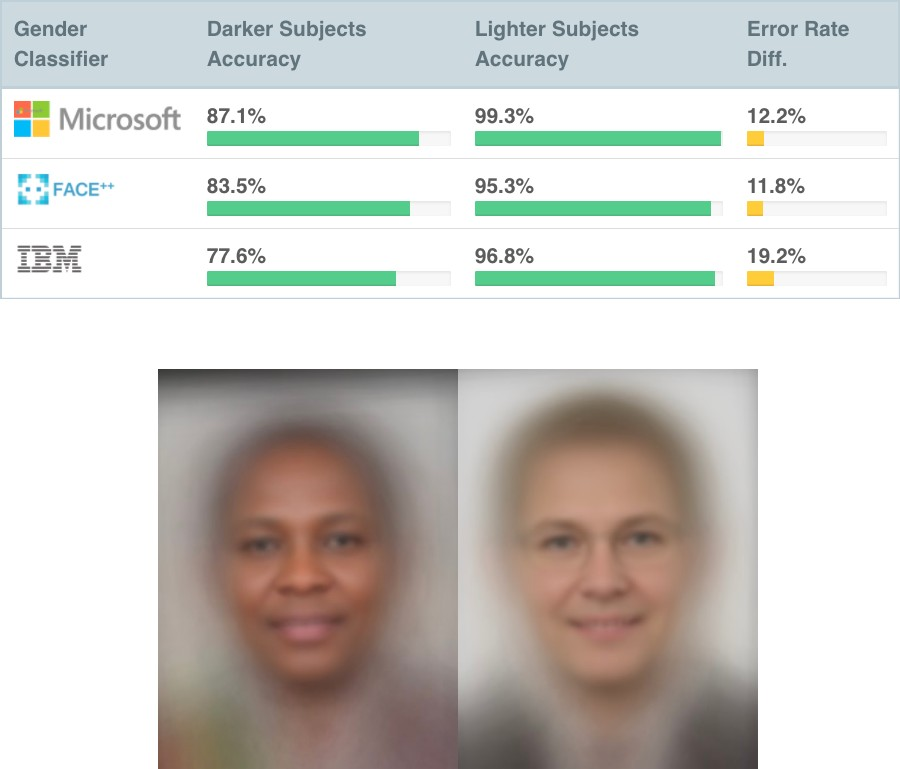 Gender Classifier
Darker Subjects Accuracy
Lighter Subjects Accuracy
Error Rate Diff.
Microsoft 87.1% 99.3% 12.2%
FACE++ 83.5% 95.3% 11.8%
IBM 77.6% 96.8% 19.2%